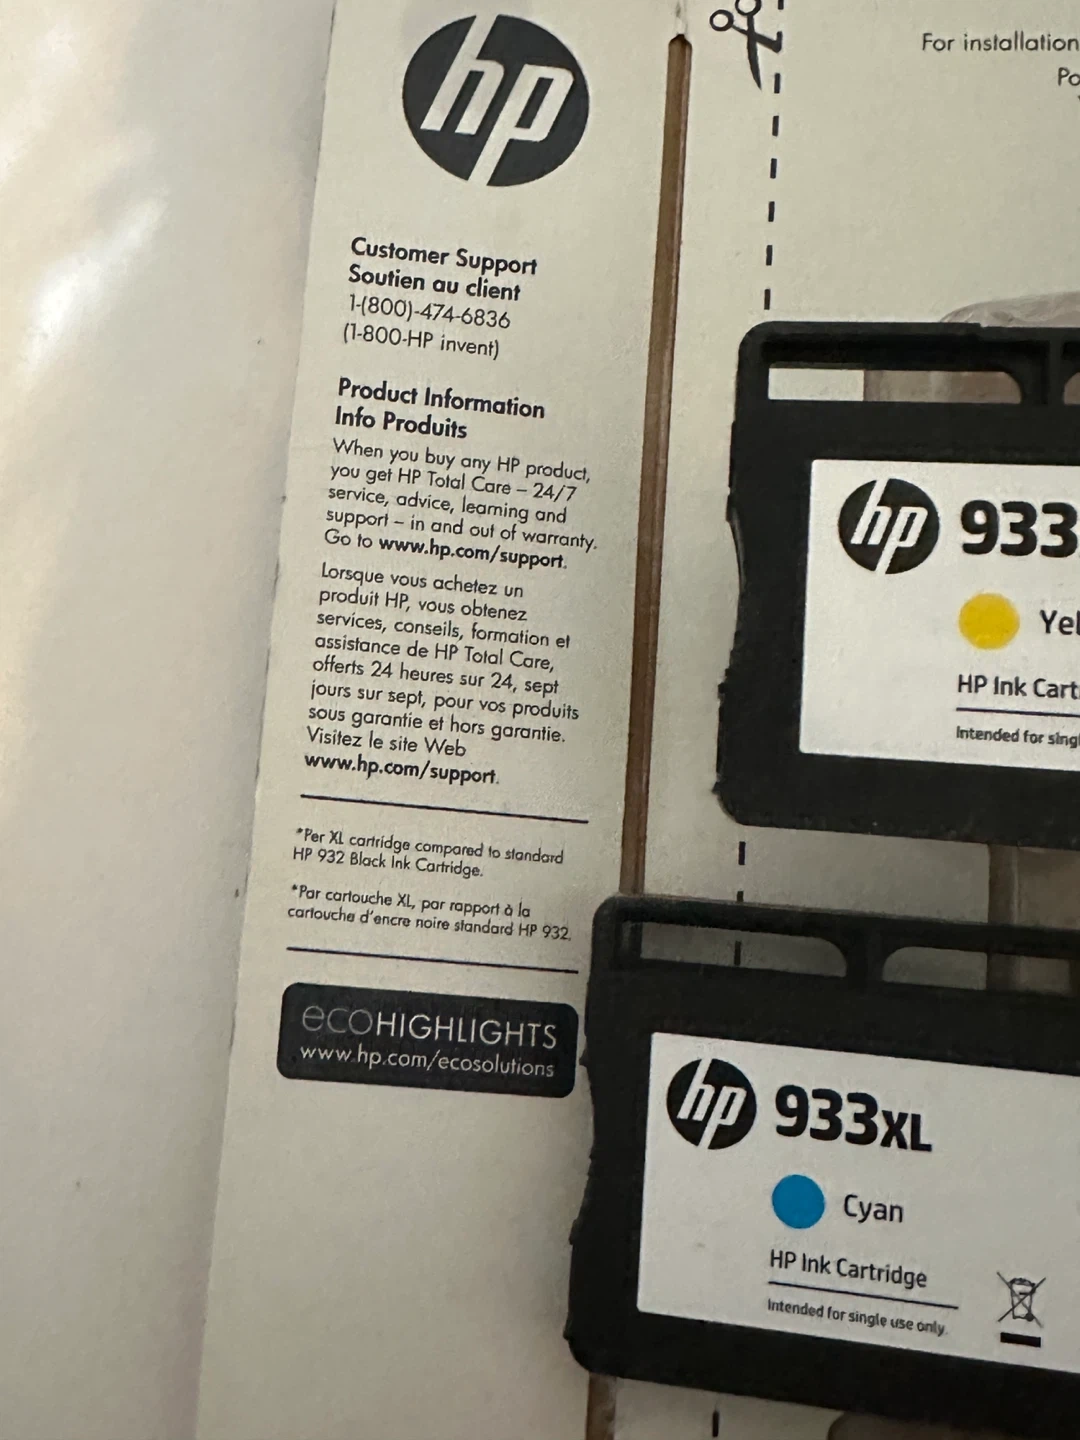 hp
Customer Support
Soutien au client
1-(800)-474-6836
(1-800-HP invent)
Product Information
Info Produits
When you buy any HP product,
you get HP Total Care – 24/7
service, advice, learning and
support – in and out of warranty.
Go to www.hp.com/support.
Lorsque vous achetez un
produit HP, vous obtenez
services, conseils, formation et
assistance de HP Total Care,
offerts 24 heures sur 24, sept
jours sur sept, pour vos produits
sous garantie et hors garantie.
Visitez le site Web
www.hp.com/support.
*Per XL cartridge compared to standard
HP 932 Black Ink Cartridge.
*Par cartouche XL, par rapport à la
cartouche d'encre noire standard HP 932.
ecoHIGHLIGHTS
www.hp.com/ecosolutions
For installation
Po
hp 933
Yel
HP Ink Cart
Intended for sing
hp 933XL
Cyan
HP Ink Cartridge
Intended for single use only.